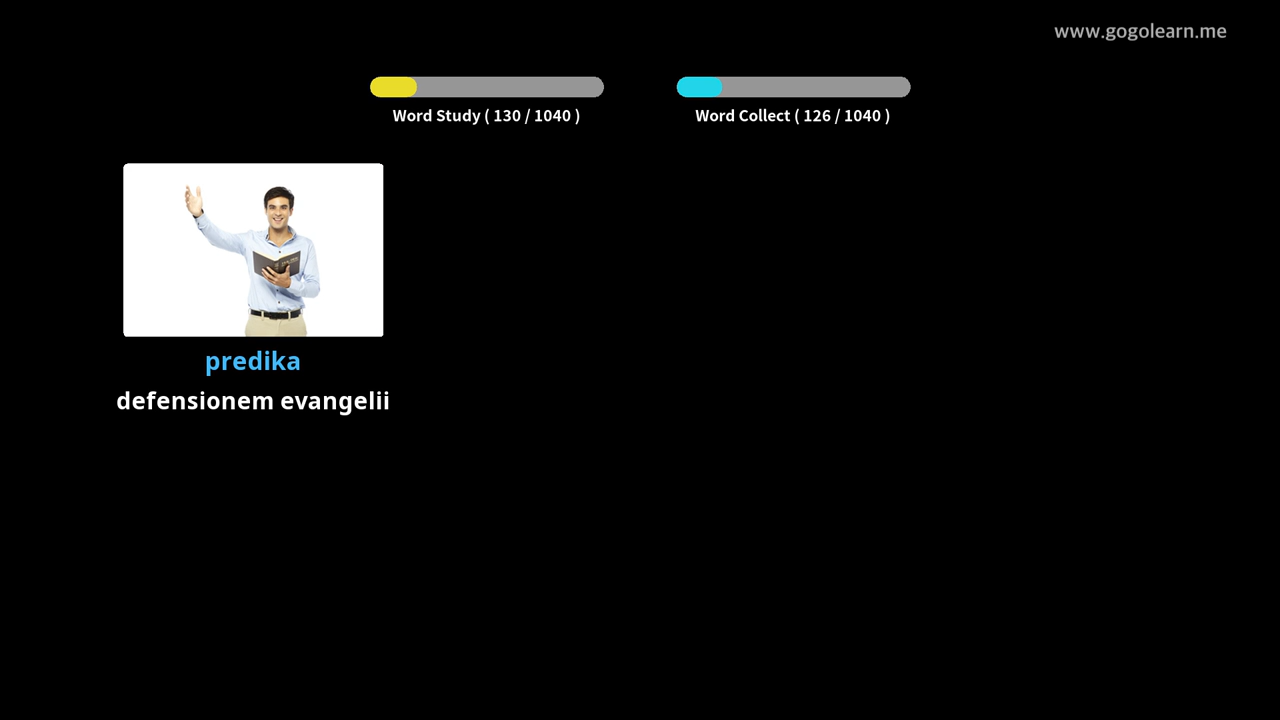 www.gogolearn.me
Word Study ( 130 / 1040 )
Word Collect ( 126 / 1040 )
predika
defensionem evangelii